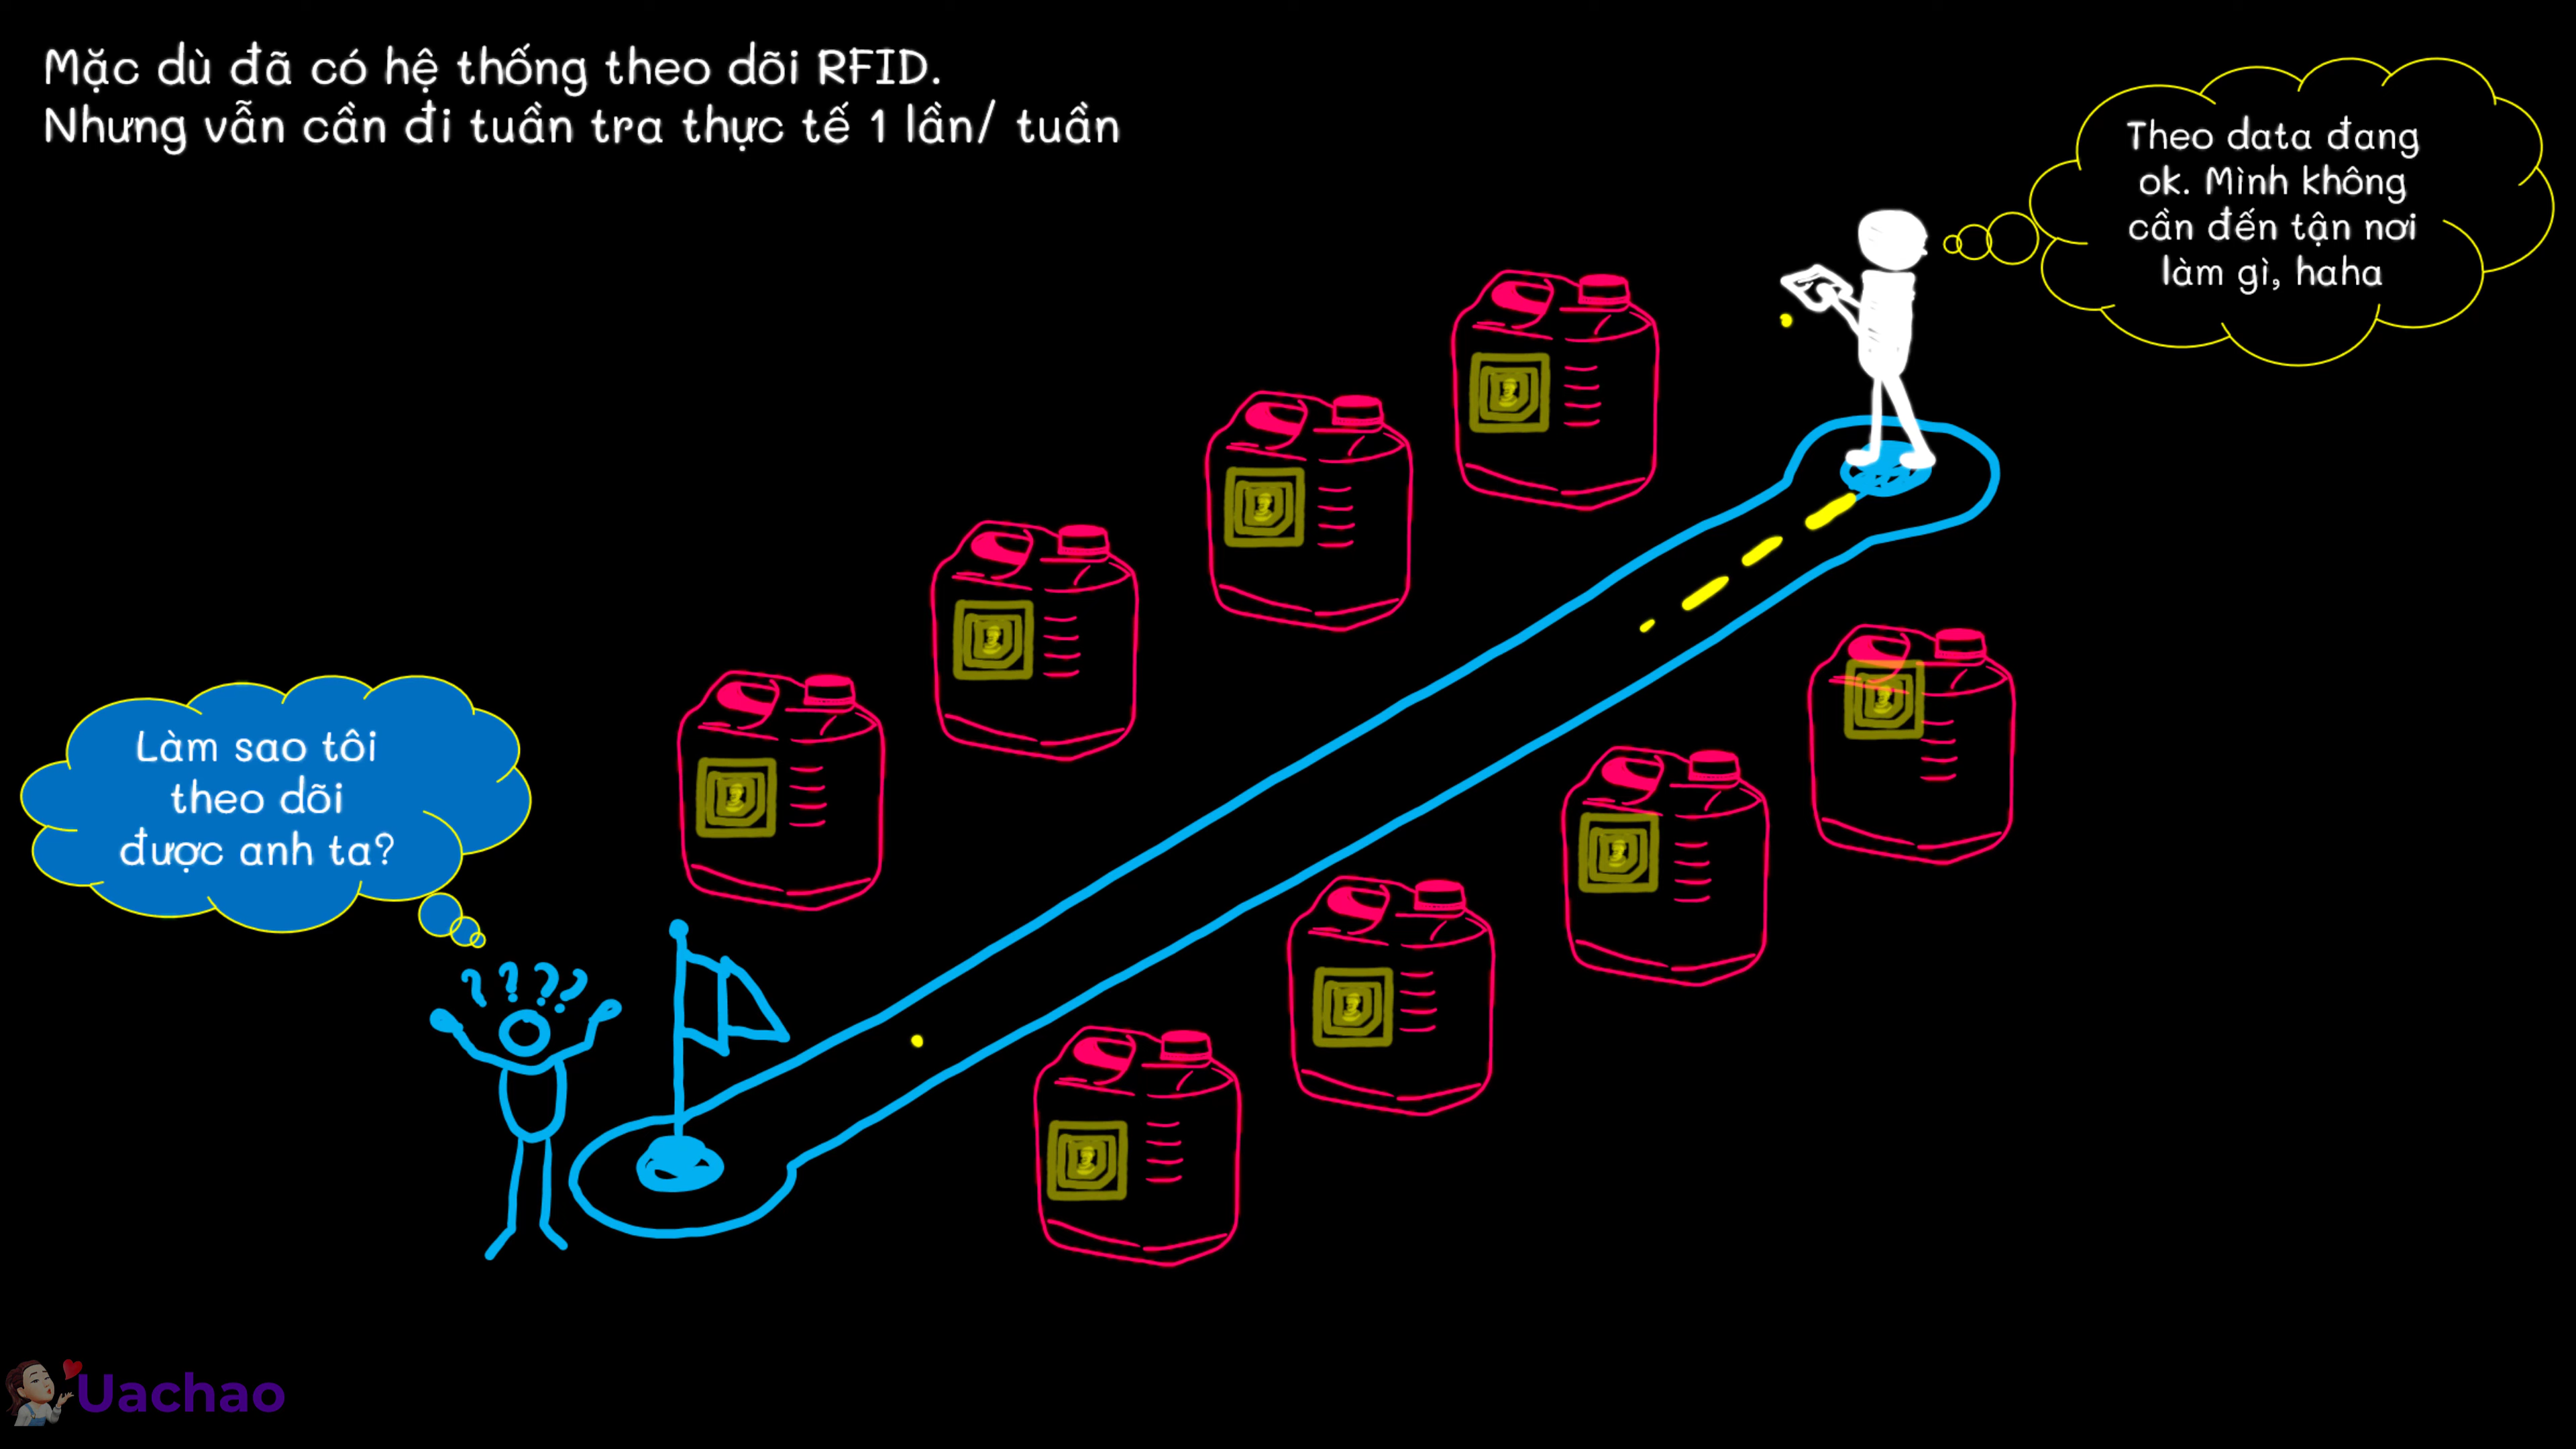 Mặc dù đã có hệ thống theo dõi RFID.
Nhưng vẫn cần đi tuần tra thực tế 1 lần/ tuần
Theo data đang
ok. Mình không
cần đến tận nơi
làm gì, haha
Làm sao tôi
theo dõi
được anh ta?
????
Uachao